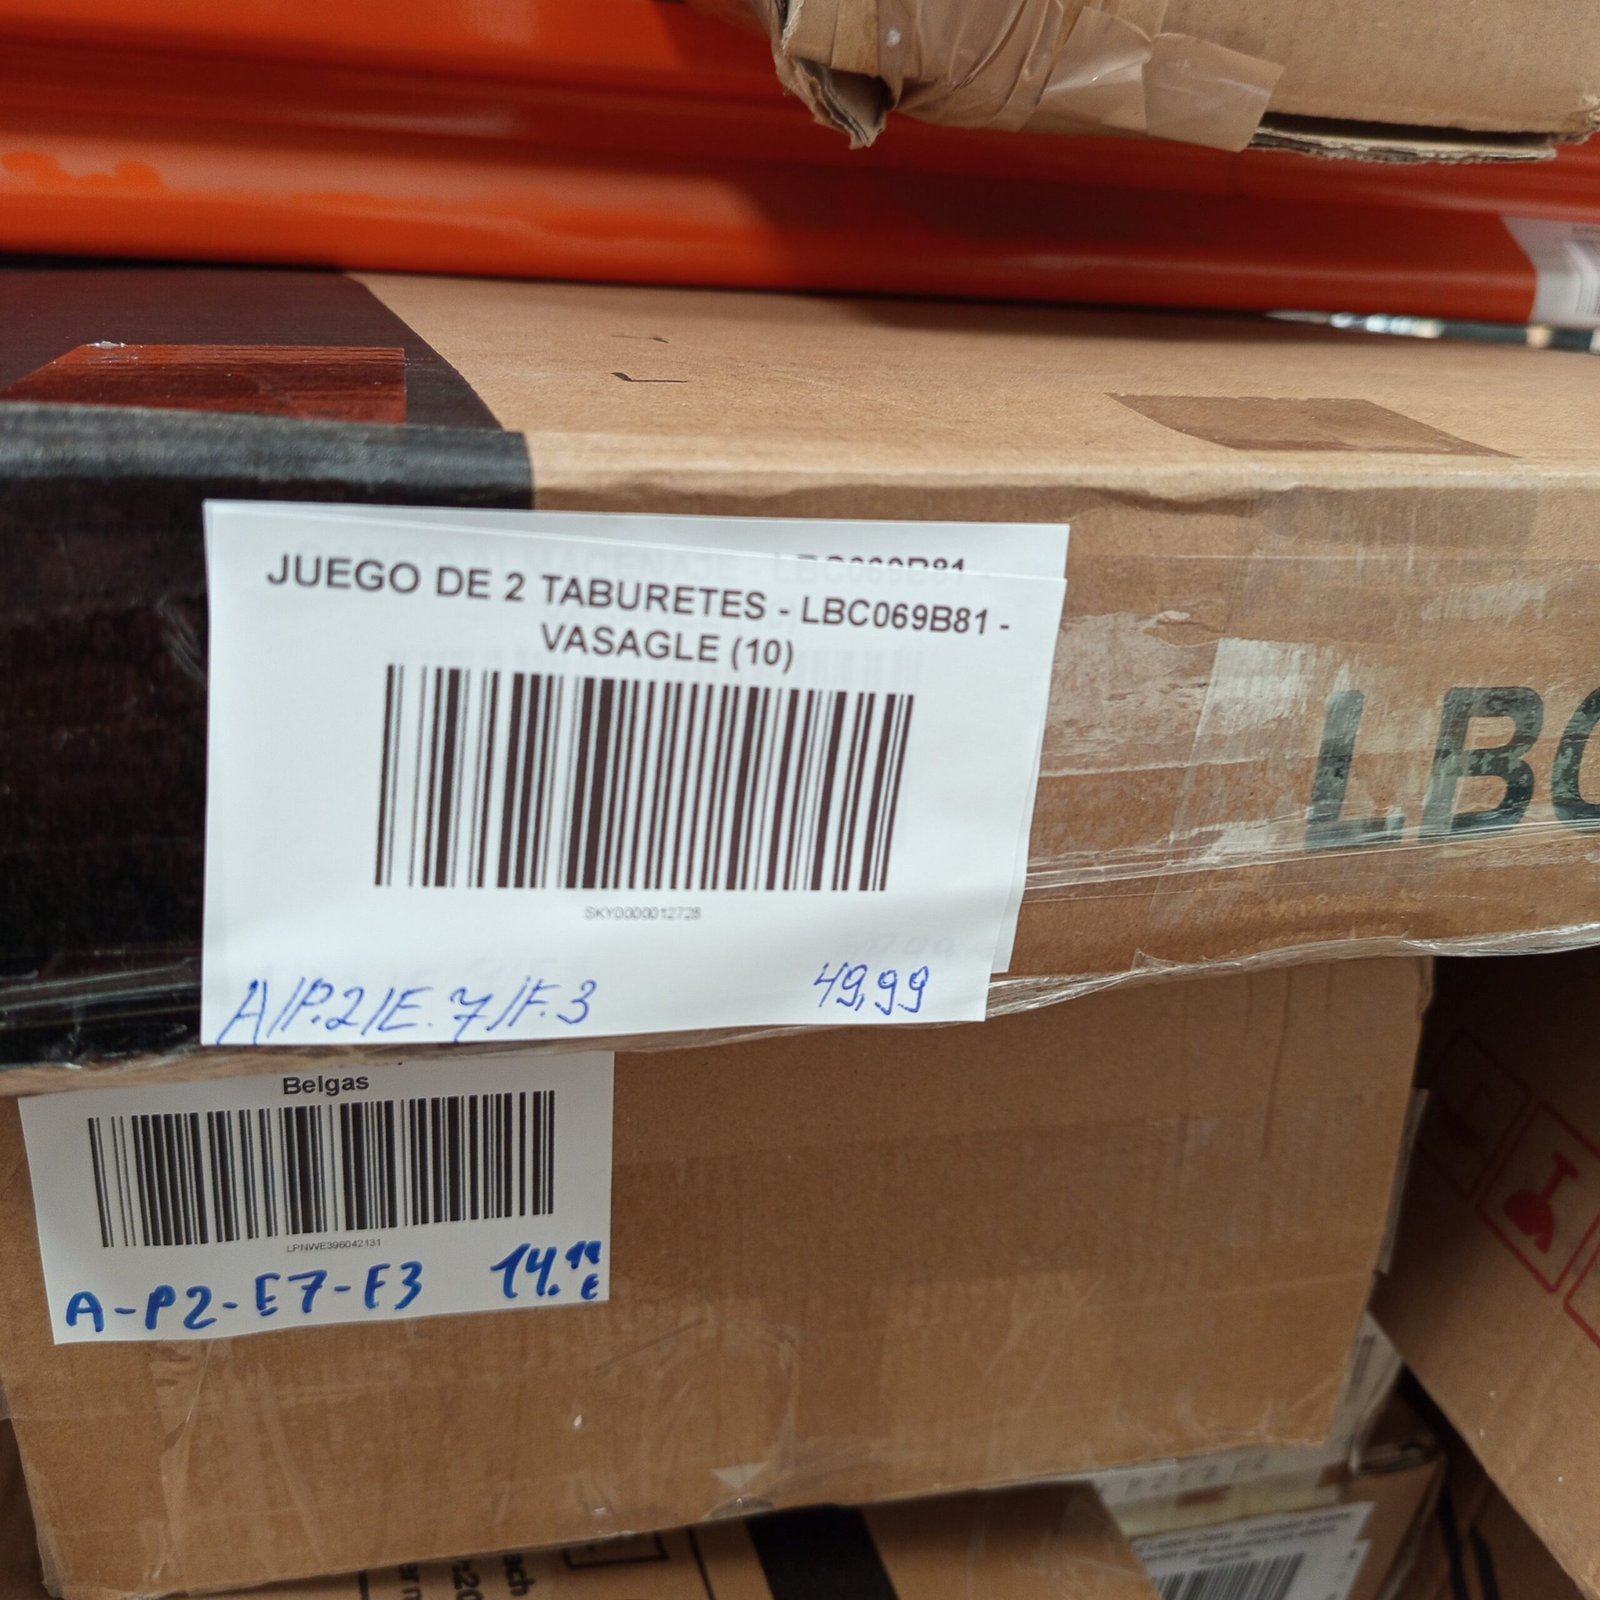 JUEGO DE 2 TABURETES - LBC069B81 -
VASAGLE (10)
SKY0000012728
A/P.2/E.7/F.3 49,99
LBC
Belgas
LPNWE396042131
A-P2-E7-F3 14.